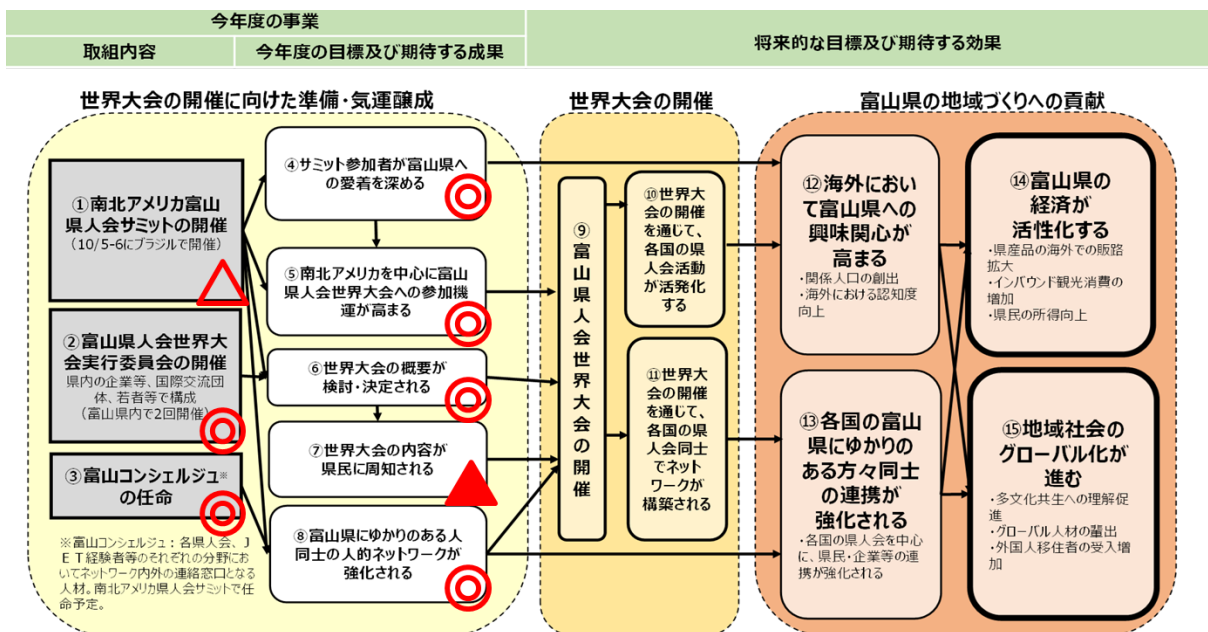 今年度の事業
取組内容
今年度の目標及び期待する成果
将来的な目標及び期待する効果
世界大会の開催に向けた準備・気運醸成
①南北アメリカ富山
県人会サミットの開催
（10/5-6にブラジルで開催）
②富山県人会世界大
会実行委員会の開催
県内の企業等、国際交流団
体、若者等で構成
（富山県内で2回開催）
③富山コンシェルジュ※
の任命
※富山コンシェルジュ：各県人会、J
ET経験者等のそれぞれの分野にお
いてネットワーク内外の連絡窓口となる
人材。南北アメリカ県人会サミットで任
命予定。
④サミット参加者が富山県へ
の愛着を深める
⑤南北アメリカを中心に富山
県人会世界大会への参加機
運が高まる
⑥世界大会の概要が
検討・決定される
⑦世界大会の内容が
県民に周知される
⑧富山県にゆかりのある人
同士の人的ネットワークが
強化される
世界大会の開催
⑨富山県人会世界大会の開催
⑩世界大
会の開催
を通じて、
各国の県
人会活動
が活発化
する
⑪世界大
会の開催
を通じて、
各国の県
人会同士
でネット
ワークが
構築される
富山県の地域づくりへの貢献
⑫海外におい
て富山県への
興味関心が
高まる
・関係人口の創出
・海外における認知度
向上
⑬各国の富山
県にゆかりの
ある方々同士
の連携が
強化される
・各国の県人会を中心
に、県民・企業等の連
携が強化される
⑭富山県の
経済が
活性化する
・県産品の海外での販路
拡大
・インバウンド観光消費の
増加
・県民の所得向上
⑮地域社会の
グローバル化が
進む
・多文化共生への理解促
進
・グローバル人材の輩出
・外国人移住者の受入増
加